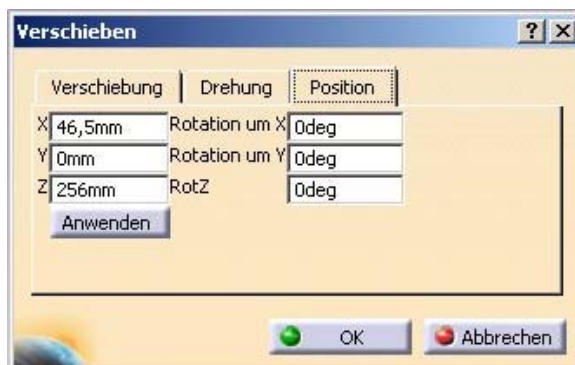 Verschieben
Verschiebung Drehung Position
X 46,5mm Rotation um X 0deg
Y 0mm Rotation um Y 0deg
Z 256mm RotZ 0deg
Anwenden
OK Abbrechen